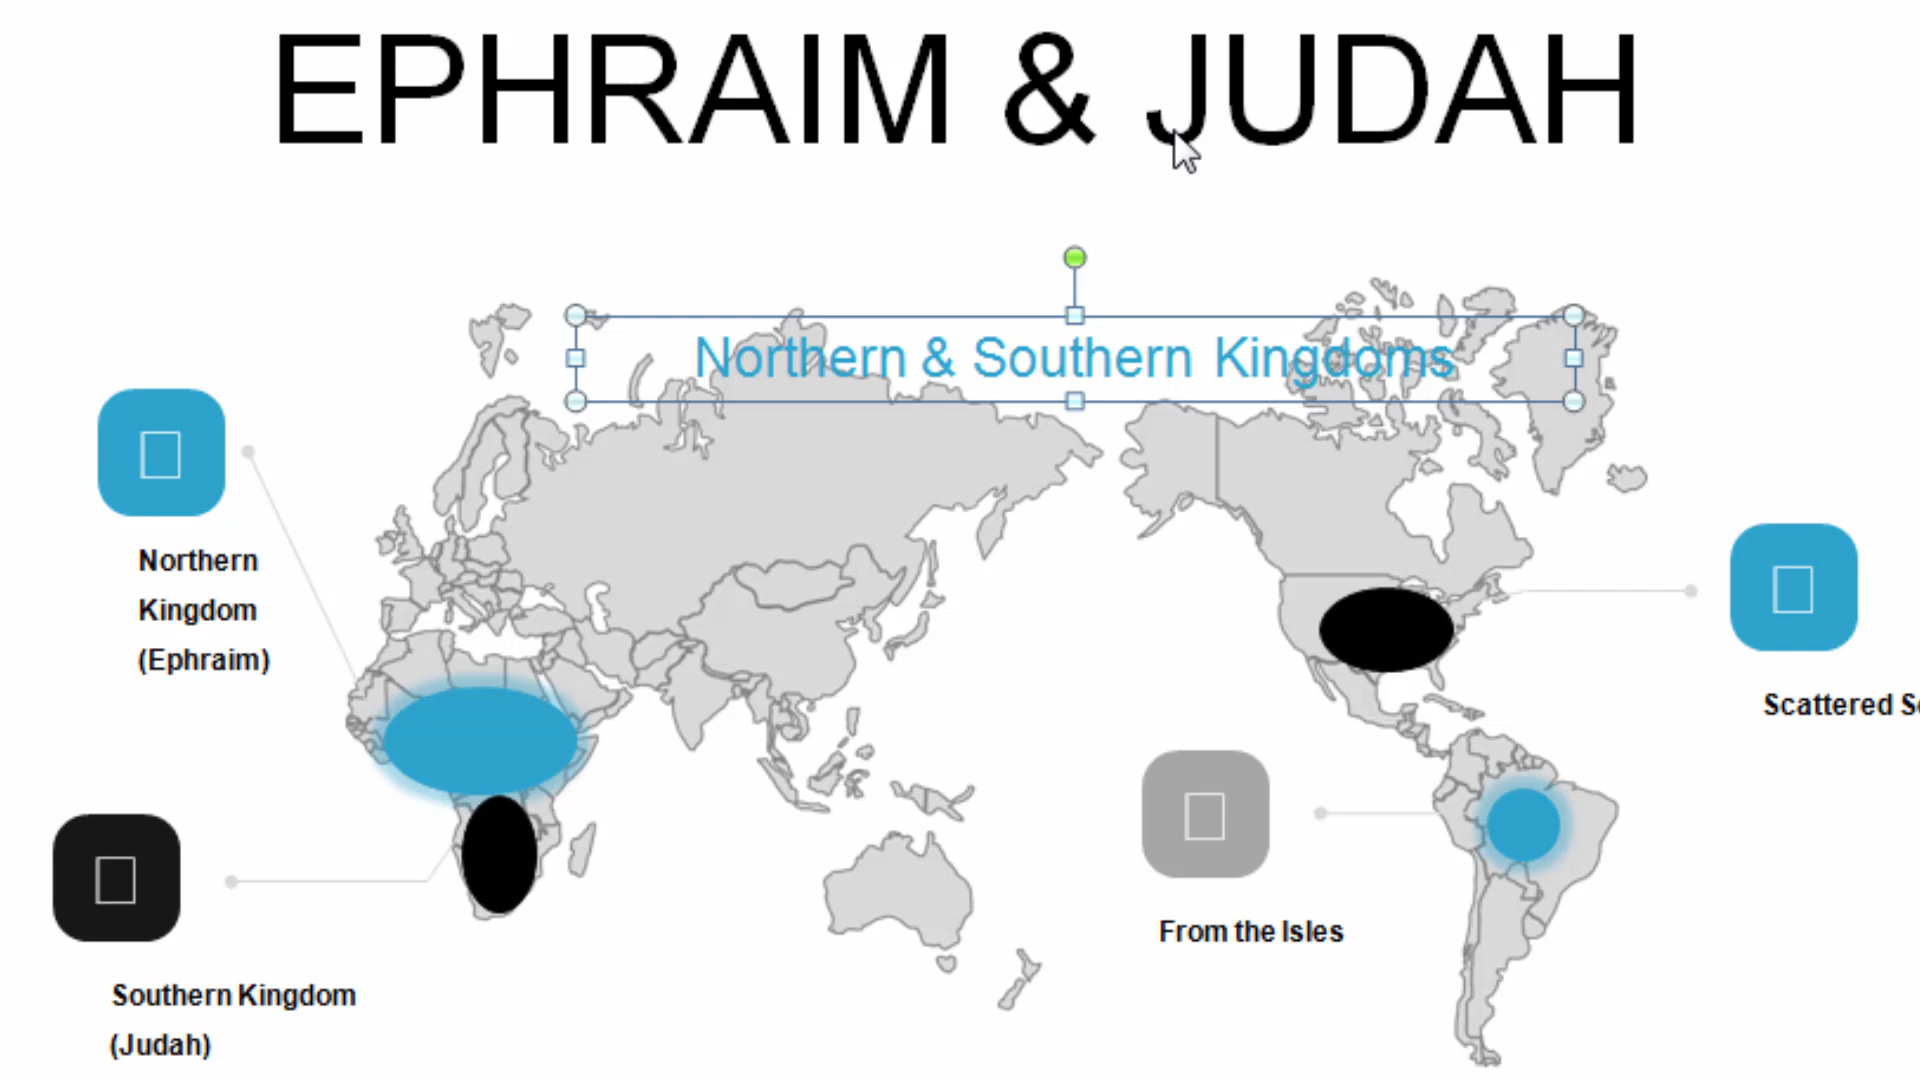 EPHRAIM & JUDAH
Northern & Southern Kingdoms
Northern
Kingdom
(Ephraim)
Scattered
From the Isles
Southern Kingdom
(Judah)